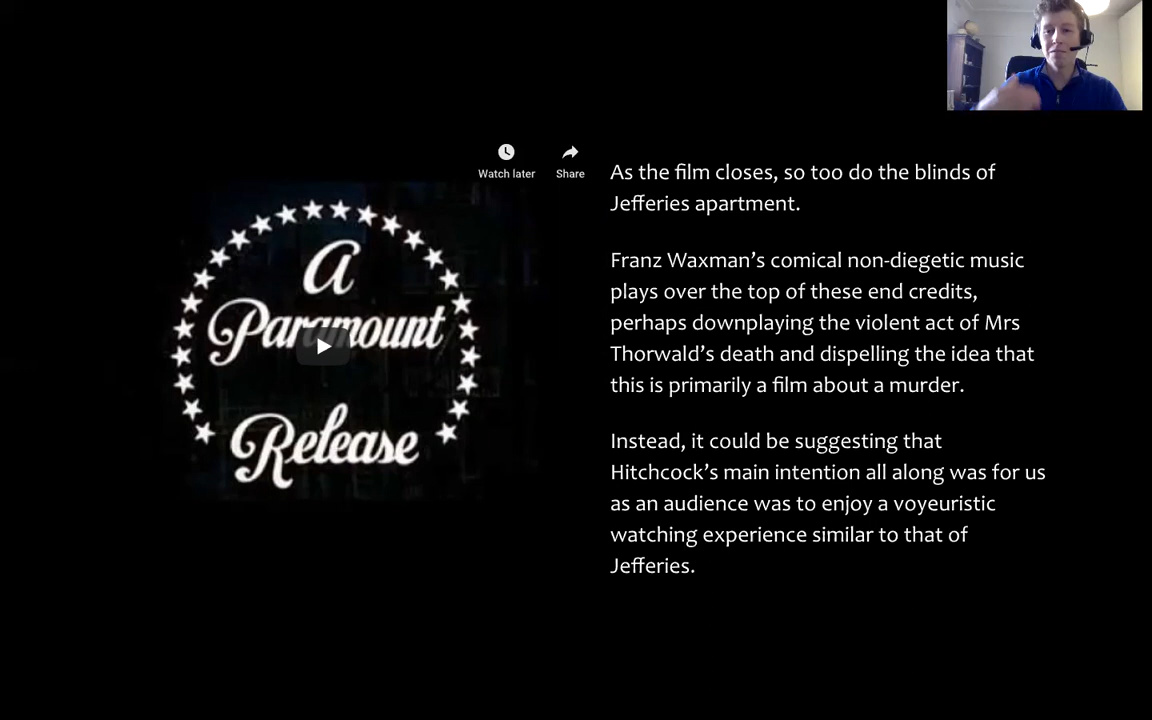 Watch later
Share
A
Paramount
Release
As the film closes, so too do the blinds of
Jefferies apartment.
Franz Waxman’s comical non-diegetic music
plays over the top of these end credits,
perhaps downplaying the violent act of Mrs
Thorwald’s death and dispelling the idea that
this is primarily a film about a murder.
Instead, it could be suggesting that
Hitchcock’s main intention all along was for us
as an audience was to enjoy a voyeuristic
watching experience similar to that of
Jefferies.